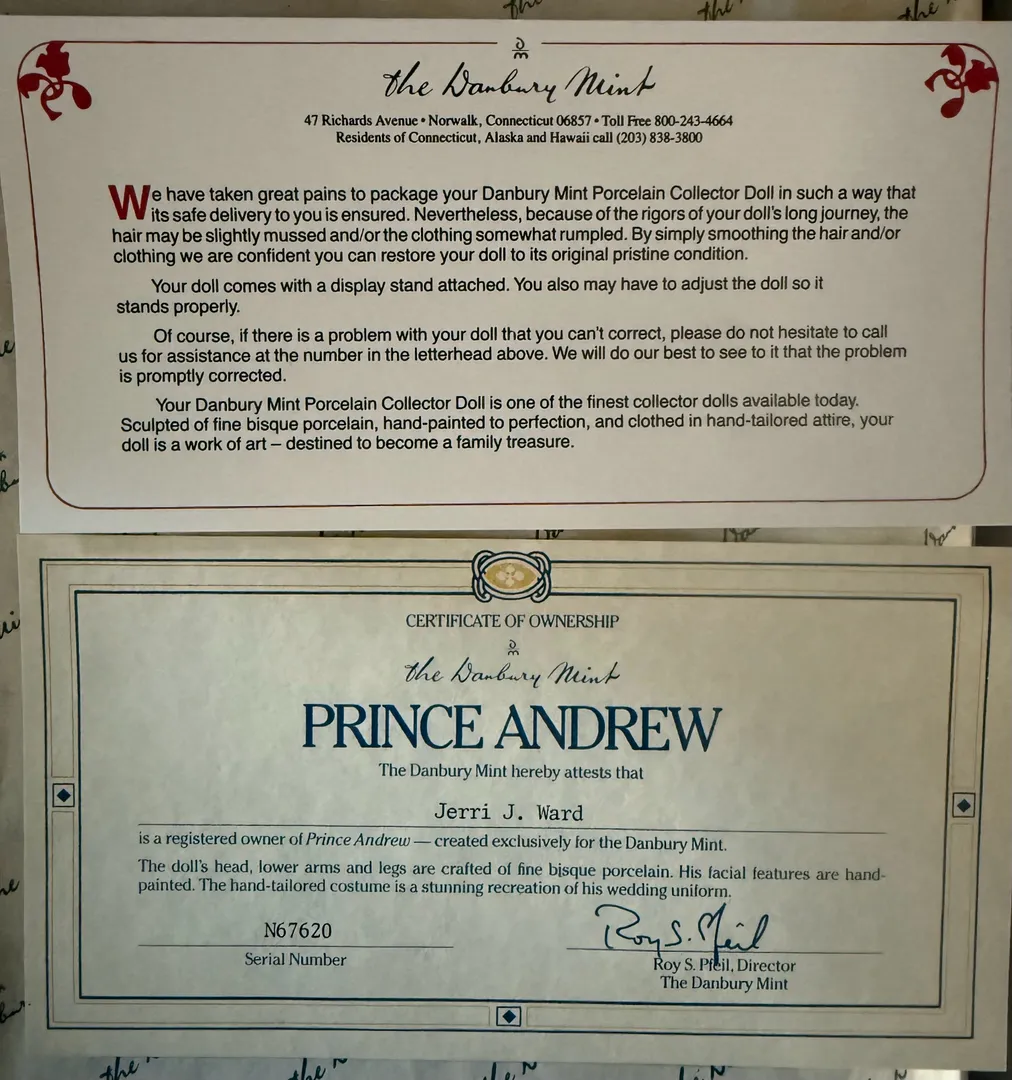 the Danbury Mint
47 Richards Avenue • Norwalk, Connecticut 06857 • Toll Free 800-243-4664
Residents of Connecticut, Alaska and Hawaii call (203) 838-3800
We have taken great pains to package your Danbury Mint Porcelain Collector Doll in such a way that
its safe delivery to you is ensured. Nevertheless, because of the rigors of your doll's long journey, the
hair may be slightly mussed and/or the clothing somewhat rumpled. By simply smoothing the hair and/or
clothing we are confident you can restore your doll to its original pristine condition.
Your doll comes with a display stand attached. You also may have to adjust the doll so it
stands properly.
Of course, if there is a problem with your doll that you can't correct, please do not hesitate to call
us for assistance at the number in the letterhead above. We will do our best to see to it that the problem
is promptly corrected.
Your Danbury Mint Porcelain Collector Doll is one of the finest collector dolls available today.
Sculpted of fine bisque porcelain, hand-painted to perfection, and clothed in hand-tailored attire, your
doll is a work of art – destined to become a family treasure.
CERTIFICATE OF OWNERSHIP
the Danbury Mint
PRINCE ANDREW
The Danbury Mint hereby attests that
Jerri J. Ward
is a registered owner of Prince Andrew — created exclusively for the Danbury Mint.
The doll's head, lower arms and legs are crafted of fine bisque porcelain. His facial features are hand-
painted. The hand-tailored costume is a stunning recreation of his wedding uniform.
N67620
Serial Number
Roy S. Pfeil
Roy S. Pfeil, Director
The Danbury Mint